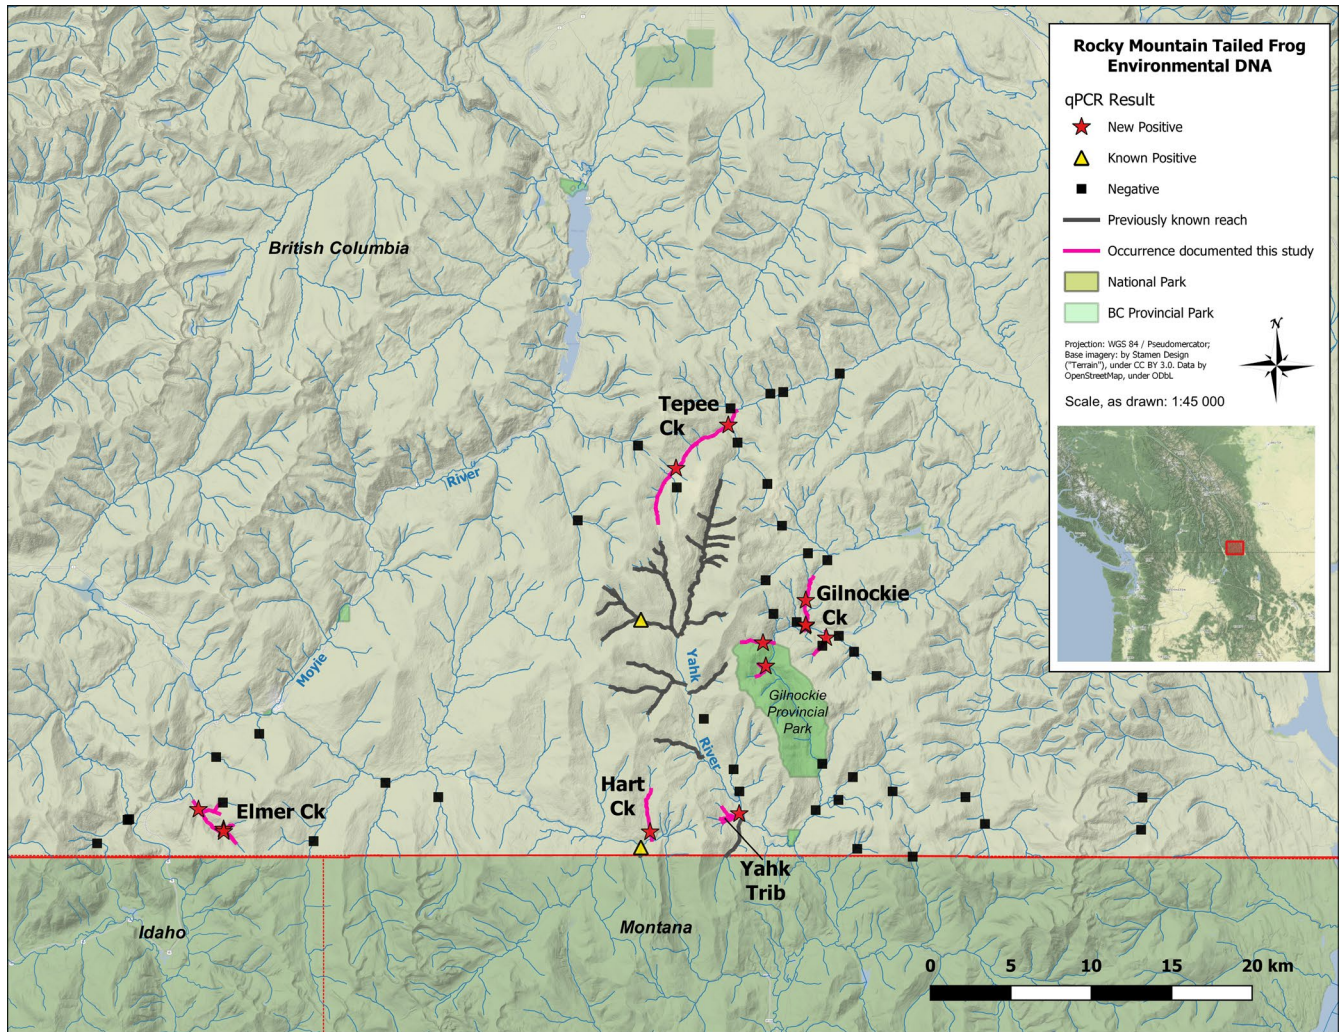 Rocky Mountain Tailed Frog
Environmental DNA
qPCR Result
New Positive
Known Positive
Negative
Previously known reach
Occurrence documented this study
National Park
BC Provincial Park
Projection: WGS 84 / Pseudomercator;
Base imagery: by Stamen Design
("Terrain"), under CC BY 3.0. Data by
OpenStreetMap, under ODbL
N
Scale, as drawn: 1:45 000
British Columbia
Tepee
Ck
River
Gilnockie
Ck
Moyie
Yahk
Gilnockie
Provincial
Park
River
Hart
Ck
Elmer Ck
Yahk
Trib
Idaho
Montana
0 5 10 15 20 km